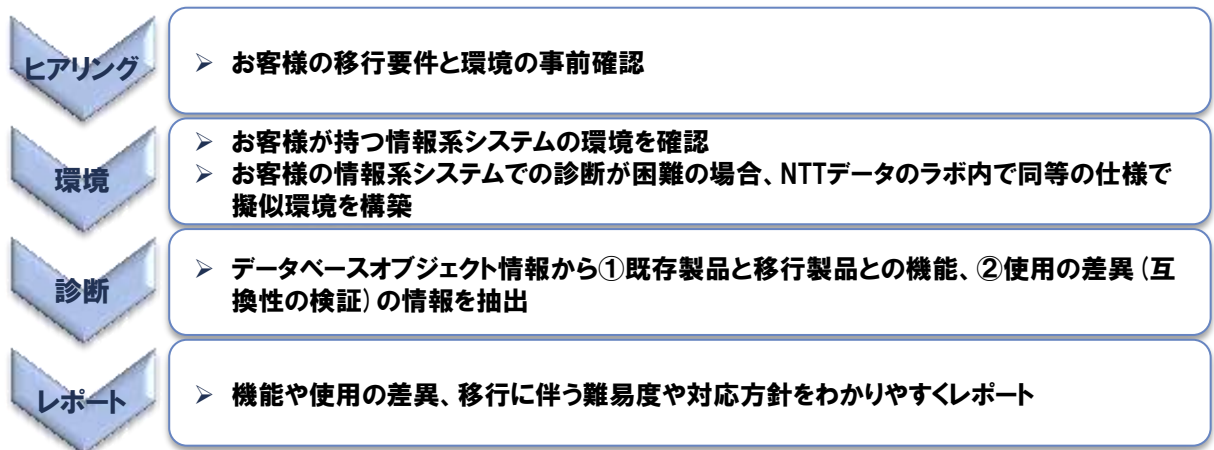 ヒアリング
➢ お客様の移行要件と環境の事前確認
環境
➢ お客様が持つ情報系システムの環境を確認
➢ お客様の情報系システムでの診断が困難の場合、NTTデータのラボ内で同等の仕様で
擬似環境を構築
診断
➢ データベースオブジェクト情報から①既存製品と移行製品との機能、②使用の差異(互
換性の検証)の情報を抽出
レポート
➢ 機能や使用の差異、移行に伴う難易度や対応方針をわかりやすくレポート